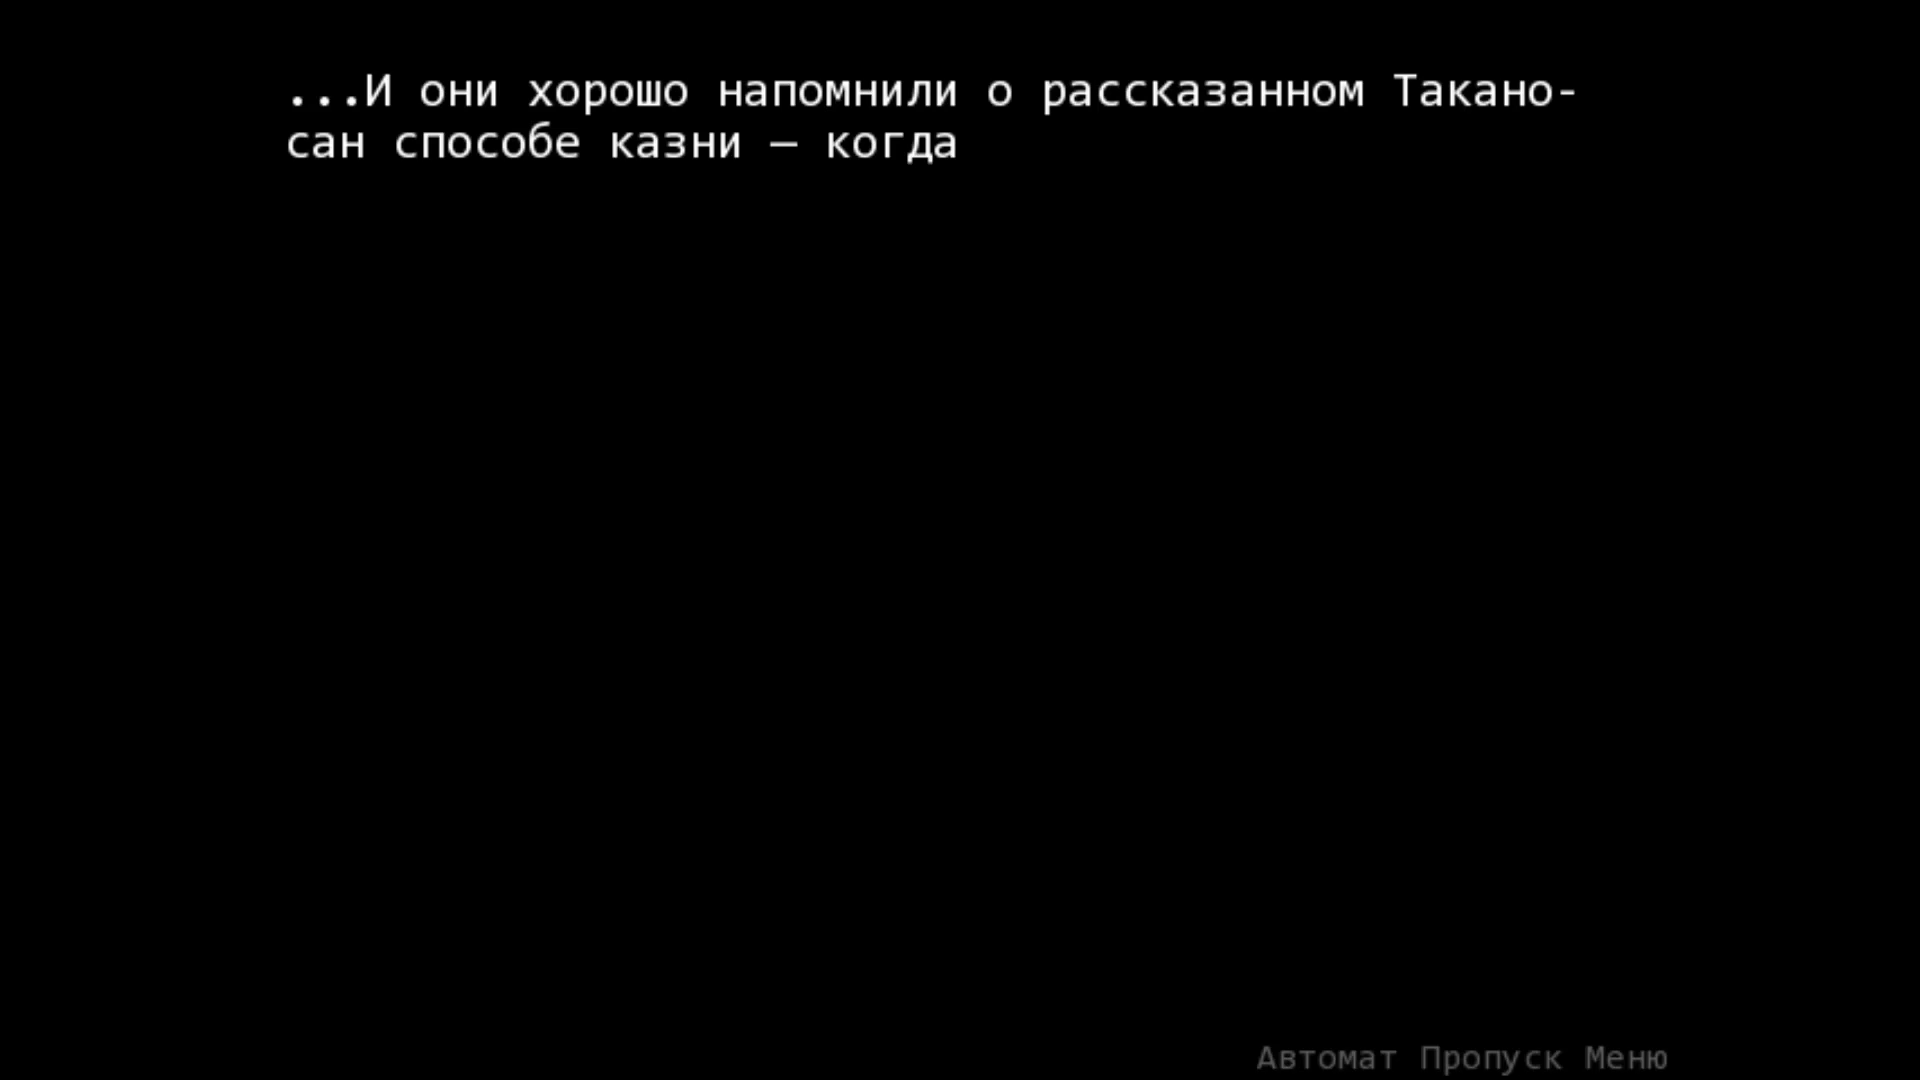 ...И они хорошо напомнили о рассказанном Такано-
сан способе казни — когда
Автомат Пропуск Меню